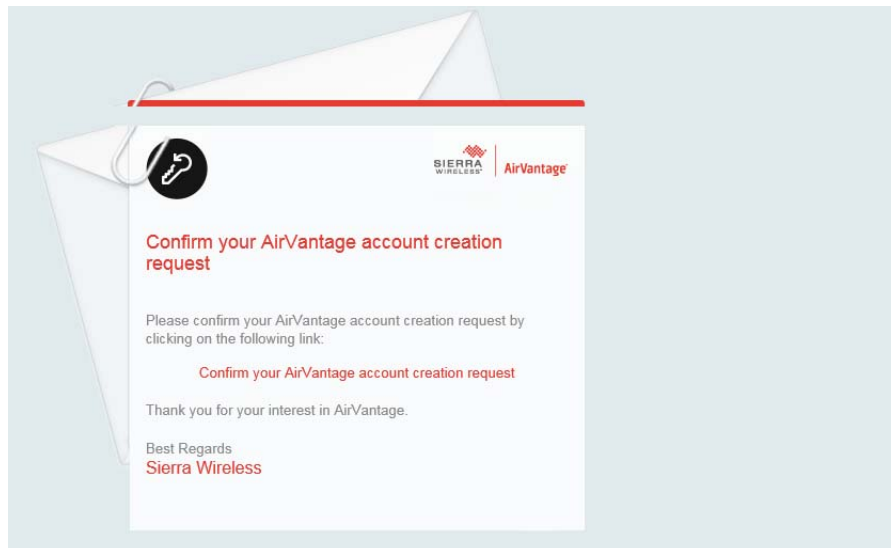 SIERRA
WIRELESS
AirVantage
Confirm your AirVantage account creation
request
Please confirm your AirVantage account creation request by
clicking on the following link:
Confirm your AirVantage account creation request
Thank you for your interest in AirVantage.
Best Regards
Sierra Wireless